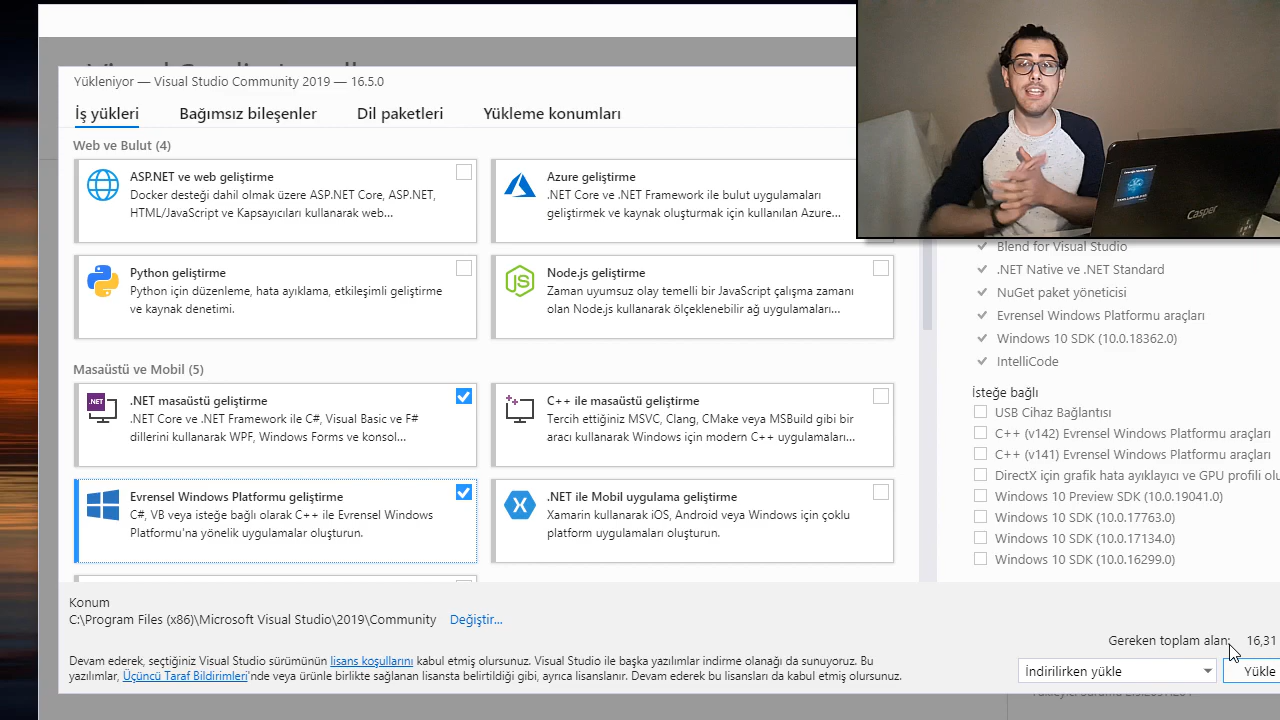 Yükleniyor — Visual Studio Community 2019 — 16.5.0
İş yükleri
Bağımsız bileşenler
Dil paketleri
Yükleme konumları
Web ve Bulut (4)
ASP.NET ve web geliştirme
Docker desteği dahil olmak üzere ASP.NET Core, ASP.NET,
HTML/JavaScript ve Kapsayıcıları kullanarak web...
Azure geliştirme
.NET Core ve .NET Framework ile bulut uygulamaları
geliştirmek ve kaynak oluşturmak için kullanılan Azure...
Python geliştirme
Python için düzenleme, hata ayıklama, etkileşimli geliştirme
ve kaynak denetimi.
Node.js geliştirme
Zaman uyumsuz olay temelli bir JavaScript çalışma zamanı
olan Node.js kullanarak ölçeklenebilir ağ uygulamaları...
Masaüstü ve Mobil (5)
.NET masaüstü geliştirme
.NET Core ve .NET Framework ile C#, Visual Basic ve F#
dillerini kullanarak WPF, Windows Forms ve konsol...
C++ ile masaüstü geliştirme
Tercih ettiğiniz MSVC, Clang, CMake veya MSBuild gibi bir
aracı kullanarak Windows için modern C++ uygulamaları...
Evrensel Windows Platformu geliştirme
C#, VB veya isteğe bağlı olarak C++ ile Evrensel Windows
Platformu'na yönelik uygulamalar oluşturun.
.NET ile Mobil uygulama geliştirme
Xamarin kullanarak iOS, Android veya Windows için çoklu
platform uygulamaları oluşturun.
Casper
Blend for Visual Studio
.NET Native ve .NET Standard
NuGet paket yöneticisi
Evrensel Windows Platformu araçları
Windows 10 SDK (10.0.18362.0)
IntelliCode
İsteğe bağlı
USB Cihaz Bağlantısı
C++ (v142) Evrensel Windows Platformu araçları
C++ (v141) Evrensel Windows Platformu araçları
DirectX için grafik hata ayıklayıcı ve GPU profili olu
Windows 10 Preview SDK (10.0.19041.0)
Windows 10 SDK (10.0.17763.0)
Windows 10 SDK (10.0.17134.0)
Windows 10 SDK (10.0.16299.0)
Konum
C:\Program Files (x86)\Microsoft Visual Studio\2019\Community Değiştir...
Gereken toplam alan: 16,31
Devam ederek, seçtiğiniz Visual Studio sürümünün lisans koşullarını kabul etmiş olursunuz. Visual Studio ile başka yazılımlar indirme olanağı da sunuyoruz. Bu
yazılımlar, Üçüncü Taraf Bildirimleri'nde veya ürünle birlikte sağlanan lisansta belirtildiği gibi, ayrıca lisanslanır. Devam ederek bu lisansları da kabul etmiş olursunuz.
İndirilirken yükle
Yükle